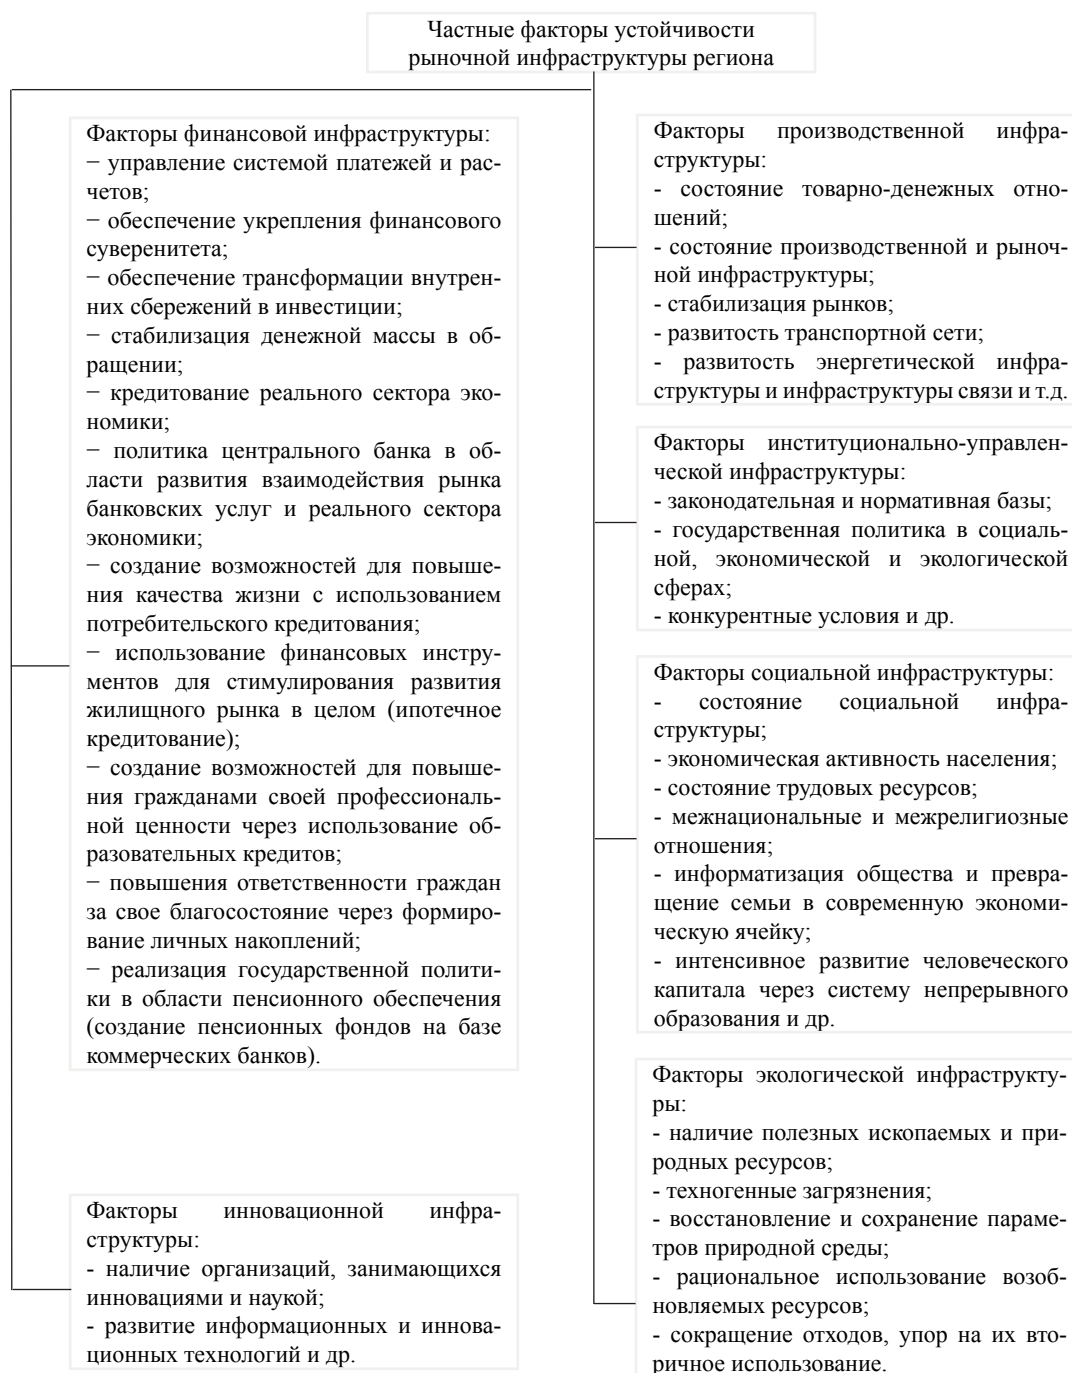 Частные факторы устойчивости
рыночной инфраструктуры региона
Факторы финансовой инфраструктуры:
− управление системой платежей и рас-
четов;
− обеспечение укрепления финансового
суверенитета;
− обеспечение трансформации внутрен-
них сбережений в инвестиции;
− стабилизация денежной массы в об-
ращении;
− кредитование реального сектора эко-
номики;
− политика центрального банка в об-
ласти развития взаимодействия рынка
банковских услуг и реального сектора
экономики;
− создание возможностей для повыше-
ния качества жизни с использованием
потребительского кредитования;
− использование финансовых инстру-
ментов для стимулирования развития
жилищного рынка в целом (ипотечное
кредитование);
− создание возможностей для повыше-
ния гражданами своей профессиональ-
ной ценности через использование об-
разовательных кредитов;
− повышения ответственности граждан
за свое благосостояние через формиро-
вание личных накоплений;
− реализация государственной полити-
ки в области пенсионного обеспечения
(создание пенсионных фондов на базе
коммерческих банков).
Факторы инновационной инфра-
структуры:
- наличие организаций, занимающихся
инновациями и наукой;
- развитие информационных и иннова-
ционных технологий и др.
Факторы производственной инфра-
структуры:
- состояние товарно-денежных отно-
шений;
- состояние производственной и рыноч-
ной инфраструктуры;
- стабилизация рынков;
- развитость транспортной сети;
- развитость энергетической инфра-
структуры и инфраструктуры связи и т.д.
Факторы институционально-управлен-
ческой инфраструктуры:
- законодательная и нормативная базы;
- государственная политика в социаль-
ной, экономической и экологической
сферах;
- конкурентные условия и др.
Факторы социальной инфраструктуры:
- состояние социальной инфра-
структуры;
- экономическая активность населения;
- состояние трудовых ресурсов;
- межнациональные и межрелигиозные
отношения;
- информатизация общества и превра-
щение семьи в современную экономи-
ческую ячейку;
- интенсивное развитие человеческого
капитала через систему непрерывного
образования и др.
Факторы экологической инфраструкту-
ры:
- наличие полезных ископаемых и при-
родных ресурсов;
- техногенные загрязнения;
- восстановление и сохранение параме-
тров природной среды;
- рациональное использование возоб-
новляемых ресурсов;
- сокращение отходов, упор на их вто-
ричное использование.